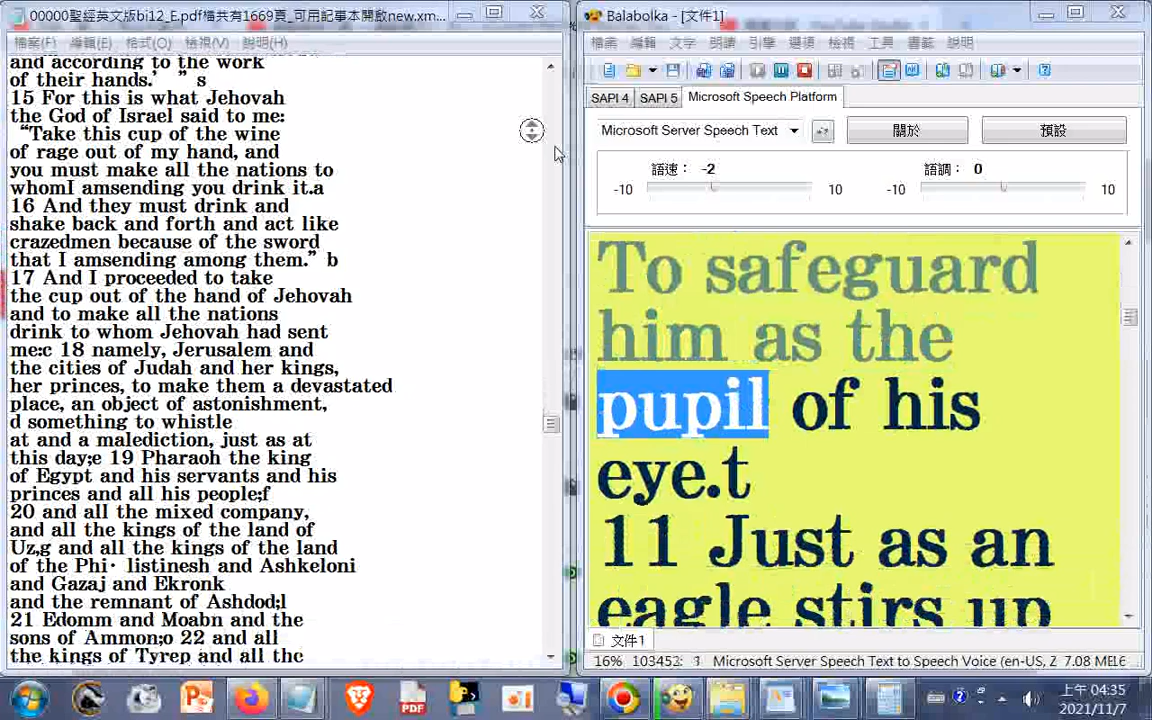 00000聖經英文版bi12_E.pdf檔共有1669頁_可用記事本開啟new.xm...
檔案(F) 編輯(E) 格式(O) 檢視(V) 說明(H)
and according to the work
of their hands.’ ” s
15 For this is what Jehovah
the God of Israel said to me:
“Take this cup of the wine
of rage out of my hand, and
you must make all the nations to
whomI amsending you drink it.a
16 And they must drink and
shake back and forth and act like
crazedmen because of the sword
that I amsending among them.” b
17 And I proceeded to take
the cup out of the hand of Jehovah
and to make all the nations
drink to whom Jehovah had sent
me:c 18 namely, Jerusalem and
the cities of Judah and her kings,
her princes, to make them a devastated
place, an object of astonishment,
d something to whistle
at and a malediction, just as at
this day;e 19 Pharaoh the king
of Egypt and his servants and his
princes and all his people;f
20 and all the mixed company,
and all the kings of the land of
Uz,g and all the kings of the land
of the Phi· listinesh and Ashkeloni
and Gazaj and Ekronk
and the remnant of Ashdod;l
21 Edomm and Moabn and the
sons of Ammon;o 22 and all
the kings of Tyrep and all the
Balabolka - [文件1]
檔案 編輯 文字 朗讀 引擎 選項 檢視 工具 書籤 說明
SAPI 4 SAPI 5 Microsoft Speech Platform
Microsoft Server Speech Text 關於 預設
語速： -2 語調： 0
-10 10 -10 10
To safeguard
him as the
pupil of his
eye.t
11 Just as an
eagle stirs up
文件1
16% 103452: 1 Microsoft Server Speech Text to Speech Voice (en-US, Z 7.08 МБ
PDF
上午 04:35
2021/11/7